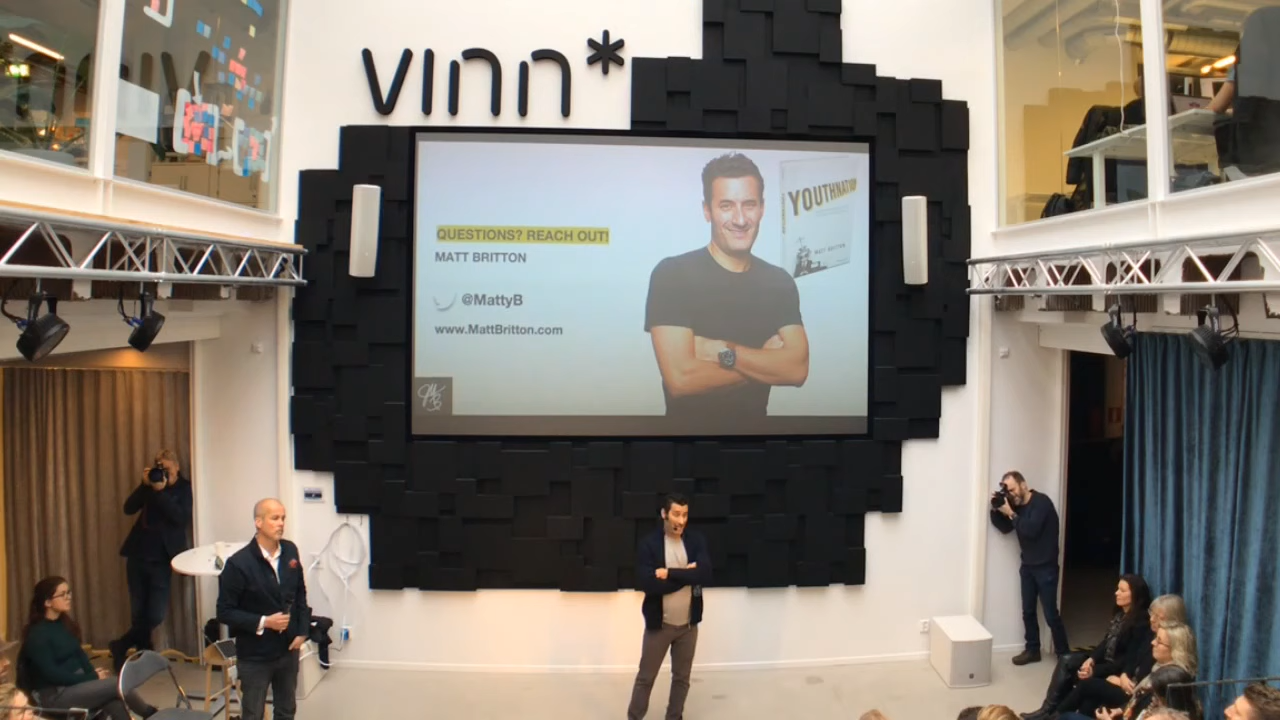 vinn*
QUESTIONS? REACH OUT!
MATT BRITTON
@MattyB
www.MattBritton.com
YOUTHNATION
MATT BRITTON